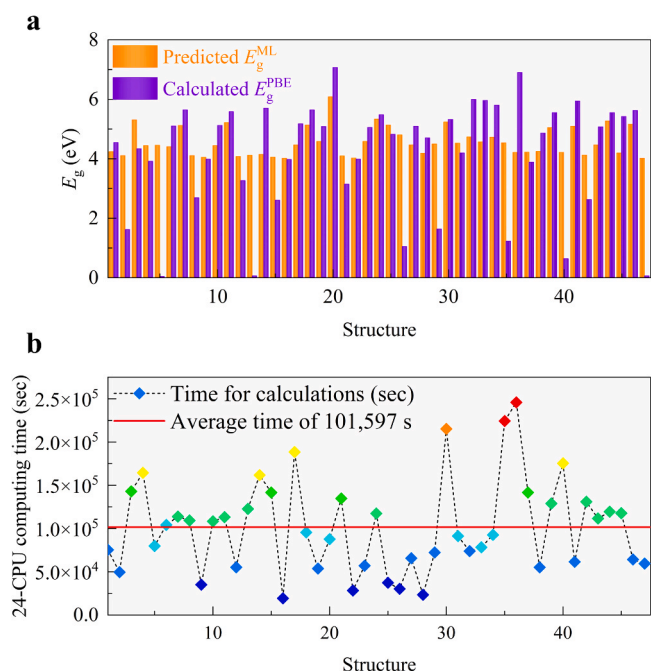 a
8
6
4
2
0
E_g (eV)
Predicted E_g^ML
Calculated E_g^PBE
10
20
30
40
Structure
b
2.5×10^5
2.0×10^5
1.5×10^5
1.0×10^5
5.0×10^4
0.0
24-CPU computing time (sec)
Time for calculations (sec)
Average time of 101,597 s
10
20
30
40
Structure